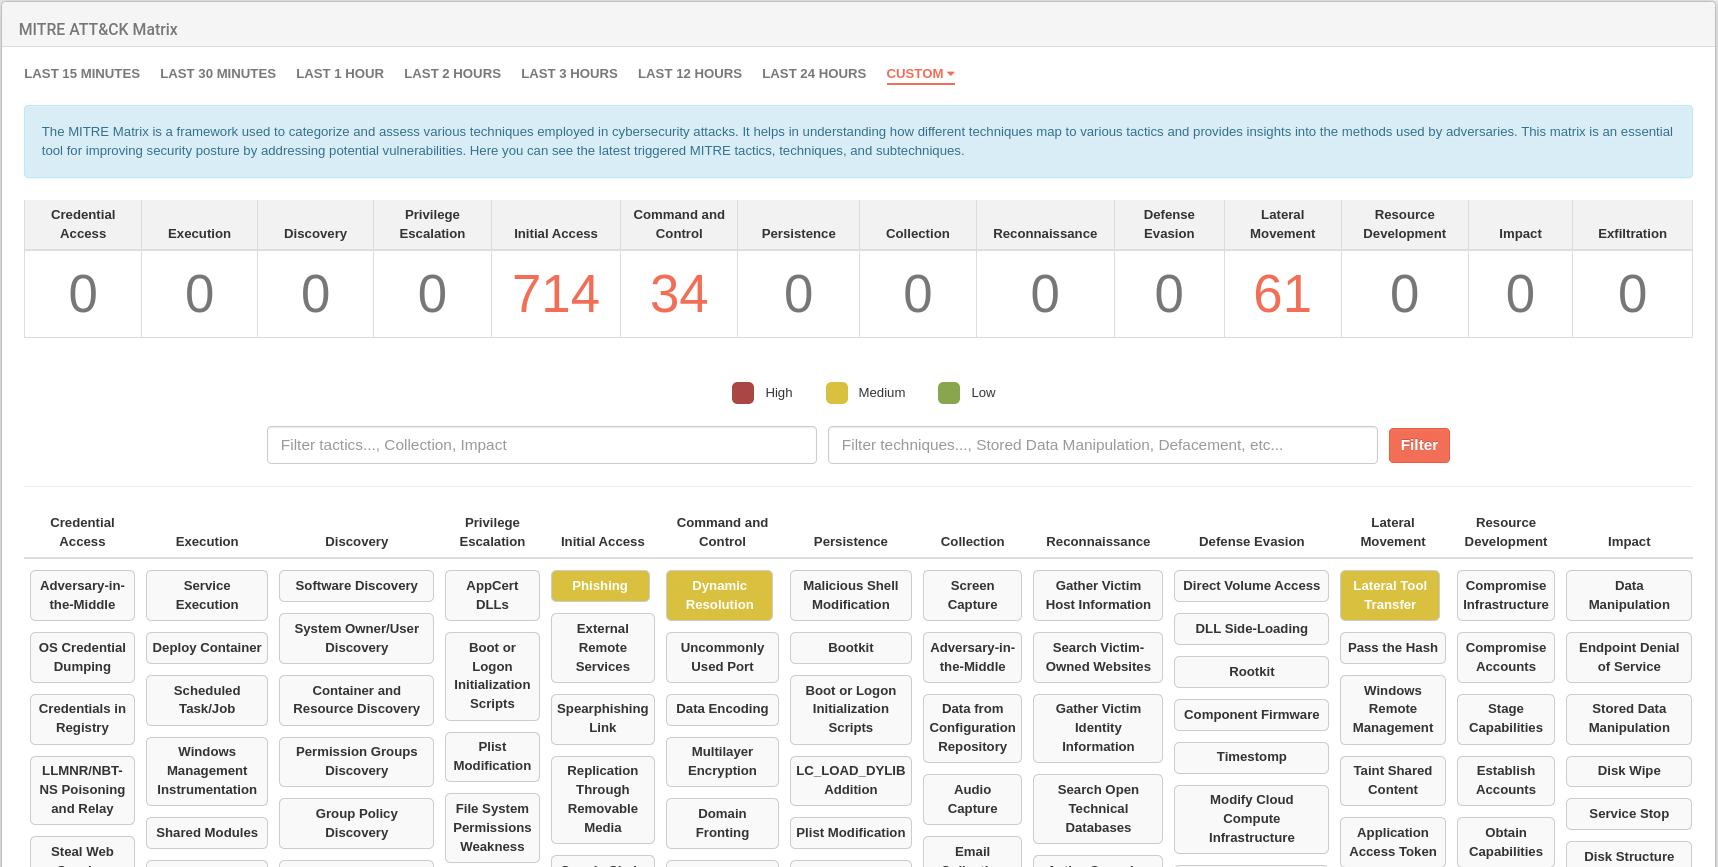 MITRE ATT&CK Matrix
LAST 15 MINUTES LAST 30 MINUTES LAST 1 HOUR LAST 2 HOURS LAST 3 HOURS LAST 12 HOURS LAST 24 HOURS CUSTOM
The MITRE Matrix is a framework used to categorize and assess various techniques employed in cybersecurity attacks. It helps in understanding how different techniques map to various tactics and provides insights into the methods used by adversaries. This matrix is an essential
tool for improving security posture by addressing potential vulnerabilities. Here you can see the latest triggered MITRE tactics, techniques, and subtechniques.
Credential
Access
Execution
Discovery
Privilege
Escalation
Initial Access
Command and
Control
Persistence
Collection
Reconnaissance
Defense
Evasion
Lateral
Movement
Resource
Development
Impact
Exfiltration
0 0 0 0 714 34 0 0 0 0 61 0 0 0
High Medium Low
Filter tactics..., Collection, Impact
Filter techniques..., Stored Data Manipulation, Defacement, etc...
Filter
Credential
Access
Execution
Discovery
Privilege
Escalation
Initial Access
Command and
Control
Persistence
Collection
Reconnaissance
Defense Evasion
Lateral
Movement
Resource
Development
Impact
Adversary-in-
the-Middle
OS Credential
Dumping
Credentials in
Registry
LLMNR/NBT-
NS Poisoning
and Relay
Steal Web
Service
Execution
Deploy Container
Scheduled
Task/Job
Windows
Management
Instrumentation
Shared Modules
Software Discovery
System Owner/User
Discovery
Container and
Resource Discovery
Permission Groups
Discovery
Group Policy
Discovery
AppCert
DLLs
Boot or
Logon
Initialization
Scripts
Plist
Modification
File System
Permissions
Weakness
Phishing
External
Remote
Services
Spearphishing
Link
Replication
Through
Removable
Media
Dynamic
Resolution
Uncommonly
Used Port
Data Encoding
Multilayer
Encryption
Domain
Fronting
Malicious Shell
Modification
Bootkit
Boot or Logon
Initialization
Scripts
LC_LOAD_DYLIB
Addition
Plist Modification
Screen
Capture
Adversary-in-
the-Middle
Data from
Configuration
Repository
Audio
Capture
Email
Gather Victim
Host Information
Search Victim-
Owned Websites
Gather Victim
Identity
Information
Search Open
Technical
Databases
Direct Volume Access
DLL Side-Loading
Rootkit
Component Firmware
Timestomp
Modify Cloud
Compute
Infrastructure
Lateral Tool
Transfer
Pass the Hash
Windows
Remote
Management
Taint Shared
Content
Application
Access Token
Compromise
Infrastructure
Compromise
Accounts
Stage
Capabilities
Establish
Accounts
Obtain
Capabilities
Data
Manipulation
Endpoint Denial
of Service
Stored Data
Manipulation
Disk Wipe
Service Stop
Disk Structure